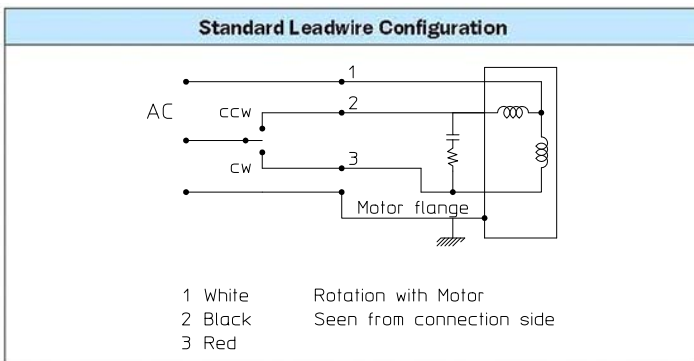 Standard Leadwire Configuration
1
AC
CCW
2
CW
3
Motor flange
1 White Rotation with Motor
2 Black Seen from connection side
3 Red